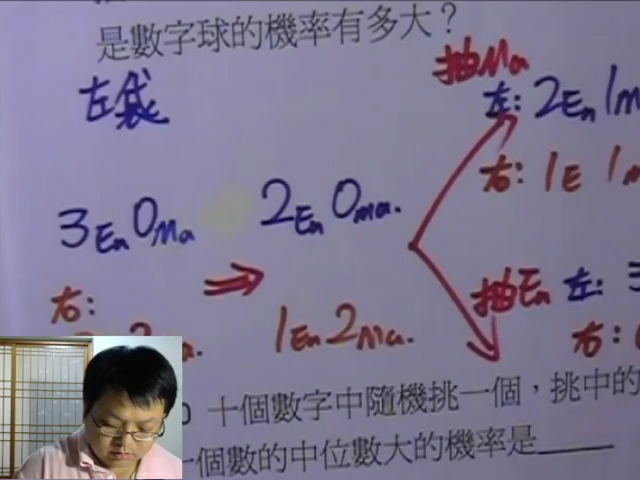 是數字球的機率有多大？
左袋
抽Ma
左: 2En 1m
右: 1E 1m
3En 0Ma
2En 0ma.
右:
1En 2Ma.
抽En 左: 3
右:
十個數字中隨機挑一個，挑中的
一個數的中位數大的機率是